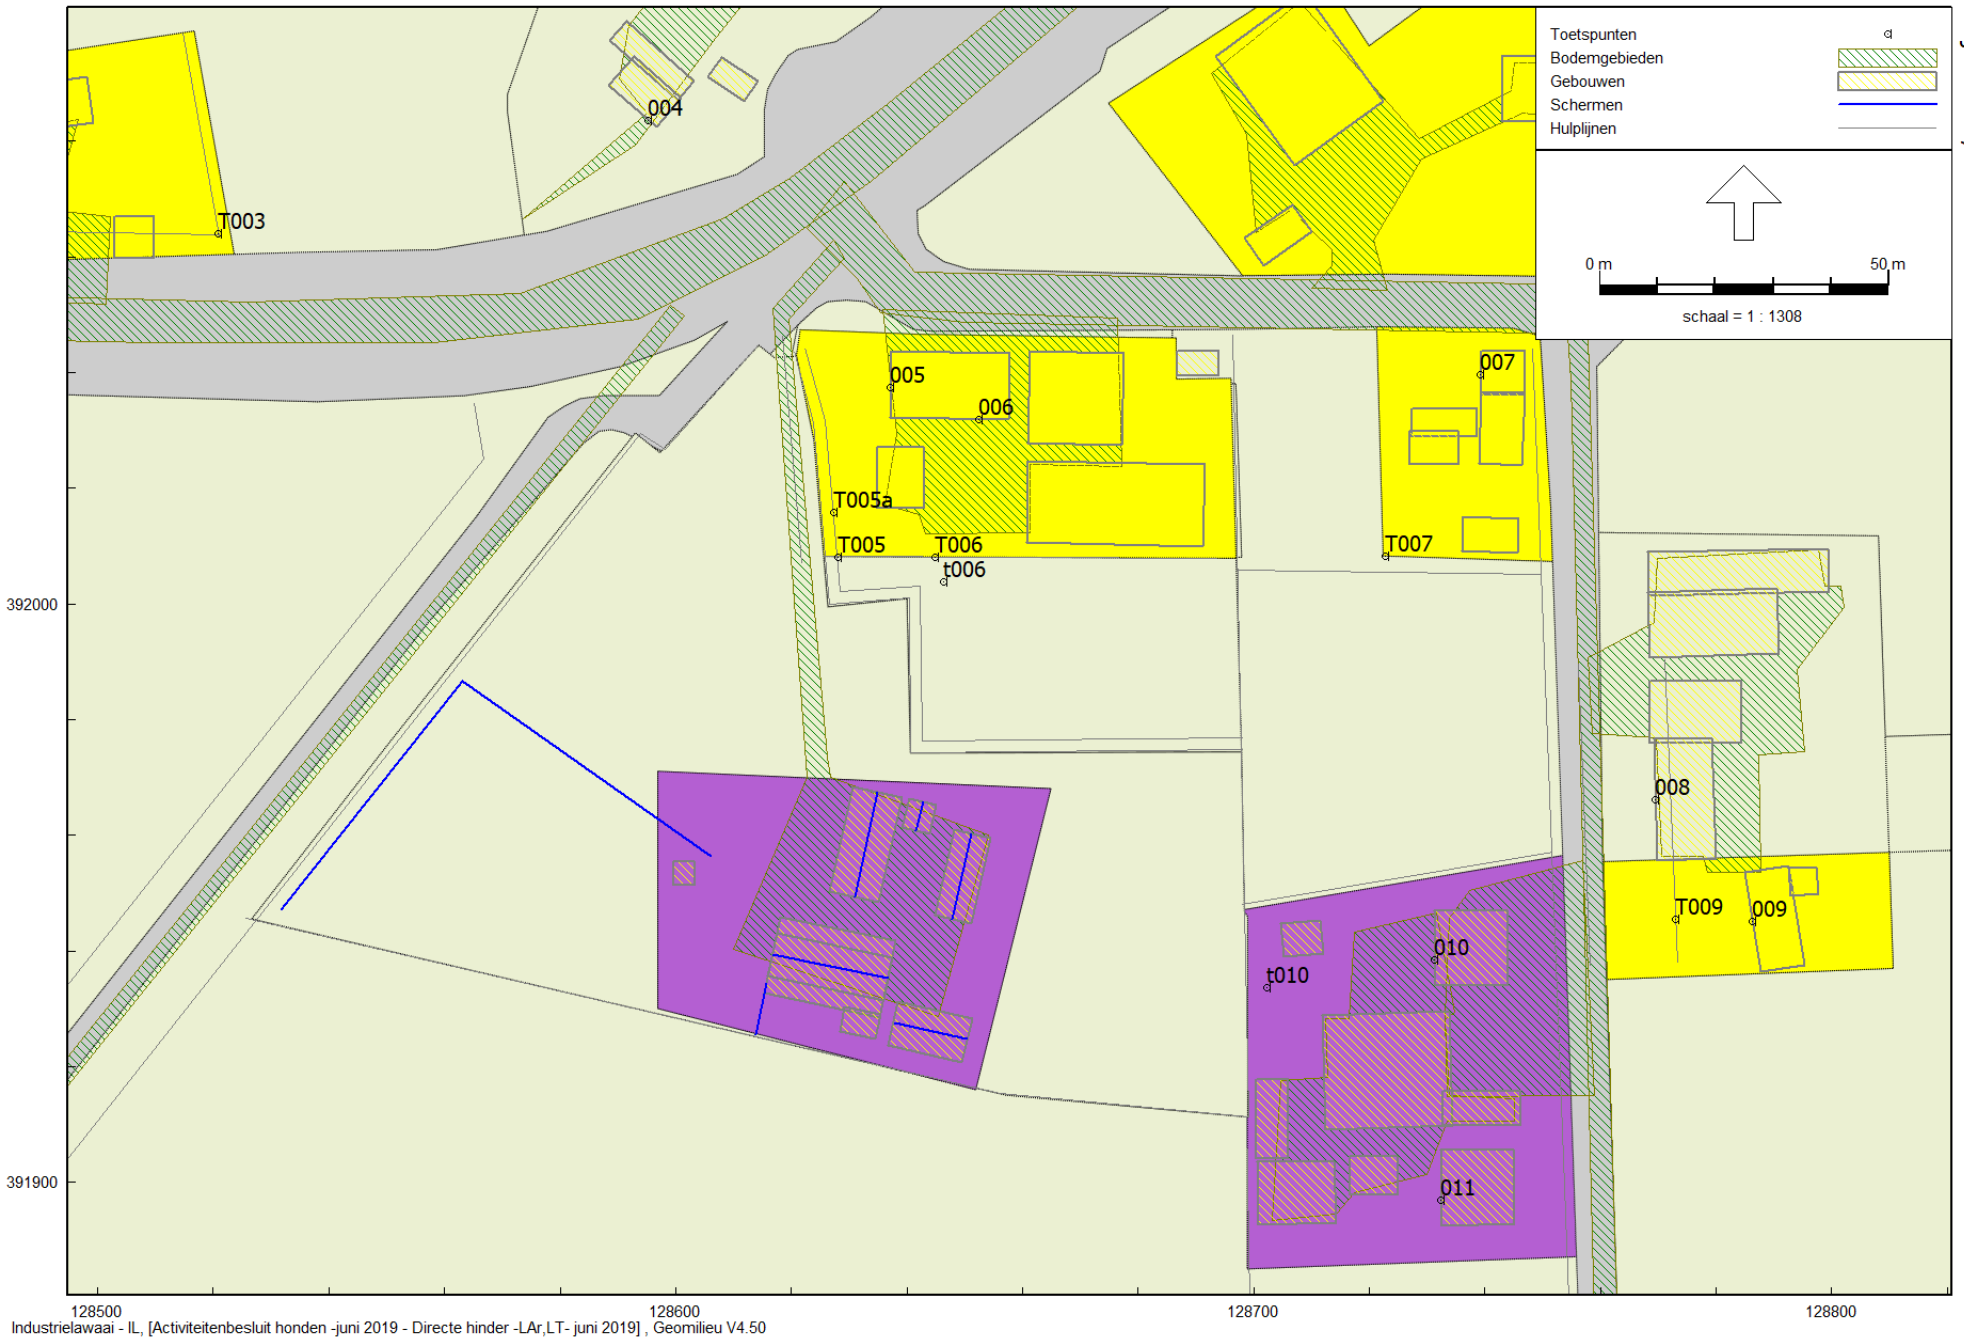 Toetspunten
Bodemgebieden
Gebouwen
Schermen
Hulplijnen
0 m 50 m
schaal = 1 : 1308
004
T003
005
006
007
T005a
T005
T006
t006
T007
392000
008
T009
009
010
t010
011
391900
128500 128600 128700 128800
Industrielawaai - IL, [Activiteitenbesluit honden -juni 2019 - Directe hinder -LAr,LT- juni 2019] , Geomilieu V4.50